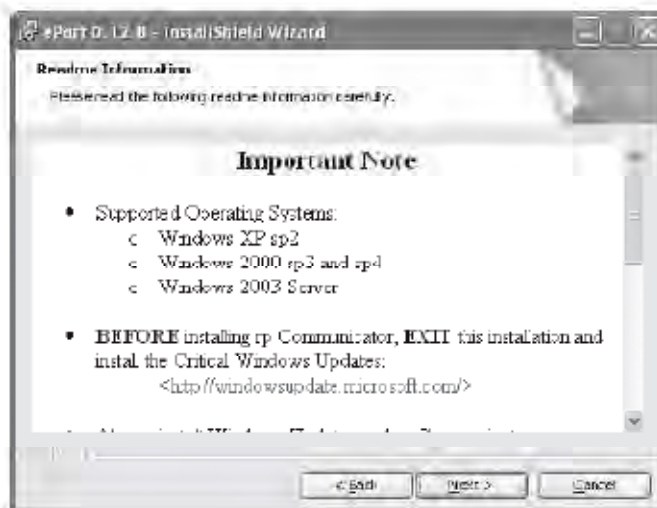 ePort 0.12.8 - InstallShield Wizard
Readme Information
Please read the following readme information carefully.
Important Note
• Supported Operating Systems:
o Windows XP sp2
o Windows 2000 sp3 and sp4
o Windows 2003 Server
• BEFORE installing rp Communicator, EXIT this installation and
install the Critical Windows Updates:
<http://windowsupdate.microsoft.com/>
< Back
Next >
Cancel